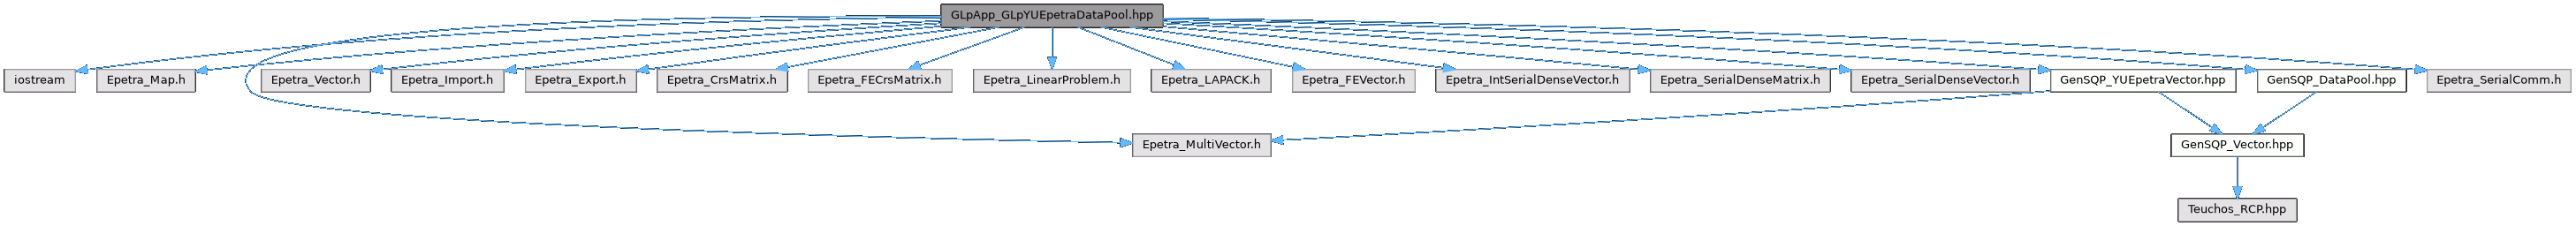 GLpApp_GLpYUEpetraDataPool.hpp
iostream
Epetra_Map.h
Epetra_Vector.h
Epetra_Import.h
Epetra_Export.h
Epetra_CrsMatrix.h
Epetra_FECrsMatrix.h
Epetra_LinearProblem.h
Epetra_LAPACK.h
Epetra_FEVector.h
Epetra_IntSerialDenseVector.h
Epetra_SerialDenseMatrix.h
Epetra_SerialDenseVector.h
GenSQP_YUEpetraVector.hpp
GenSQP_DataPool.hpp
Epetra_SerialComm.h
Epetra_MultiVector.h
GenSQP_Vector.hpp
Teuchos_RCP.hpp